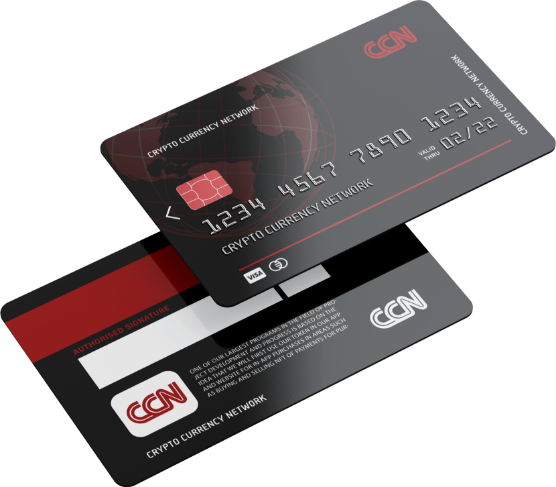 CCN
CRYPTO CURRENCY NETWORK
CRYPTO CURRENCY NETWORK
1234 4567 7890 1234
VALID
THRU
02/22
CRYPTO CURRENCY NETWORK
VISA
AUTHORISED SIGNATURE
ONE OF OUR LARGEST PROGRAMS IN THE FIELD OF PRO-
JECT DEVELOPMENT AND PROGRESS IS BASED ON THE
IDEA THAT WE WILL FIRST USE OUR TOKEN IN OUR APP
AND WEBSITE FOR IN APP PURCHASES IN AREAS SUCH
AS BUYING AND SELLING NFT OF PAYMENTS FOR PUR-
CCN
CCN
CRYPTO CURRENCY NETWORK